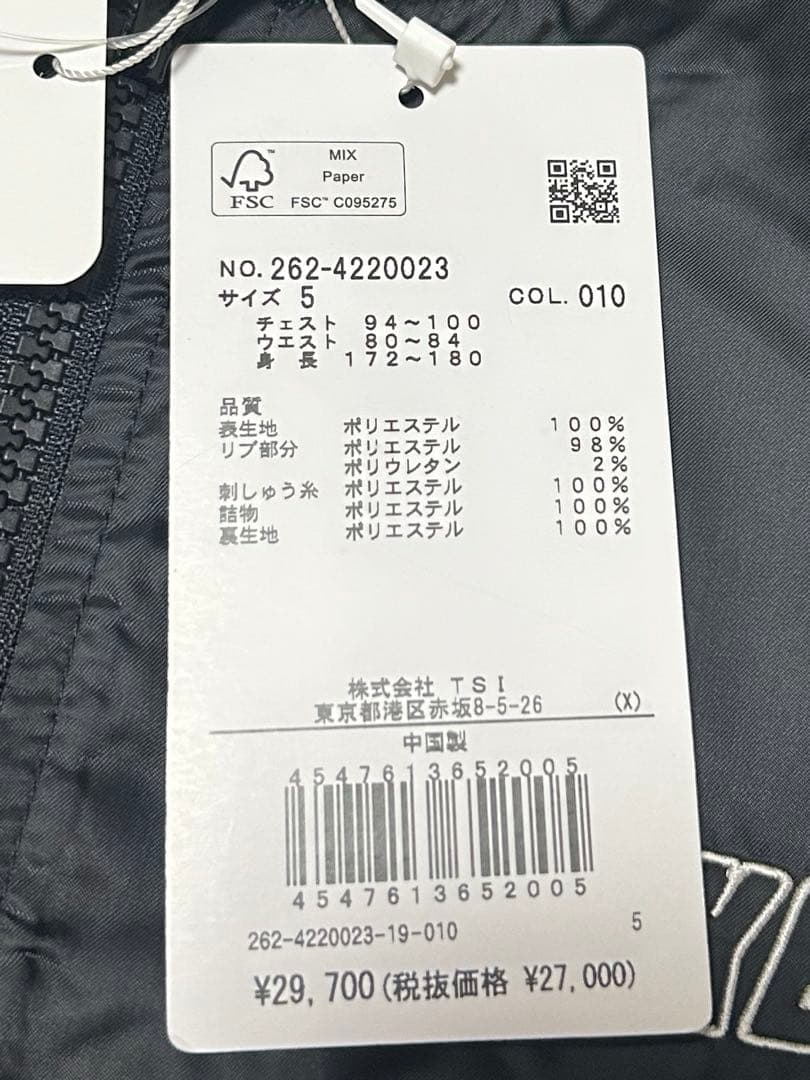 MIX
Paper
FSC™ C095275
FSC™
NO. 262-4220023
サイズ 5 COL. 010
チェスト 94～100
ウエスト 80～84
身長 172～180
品質
表生地 ポリエステル 100%
リブ部分 ポリエステル 98%
ポリウレタン 2%
刺しゅう糸 ポリエステル 100%
詰物 ポリエステル 100%
裏生地 ポリエステル 100%
株式会社 TSI
東京都港区赤坂8-5-26 (X)
中国製
4547613652005
4547613652005
262-4220023-19-010 5
¥29,700(税抜価格 ¥27,000)